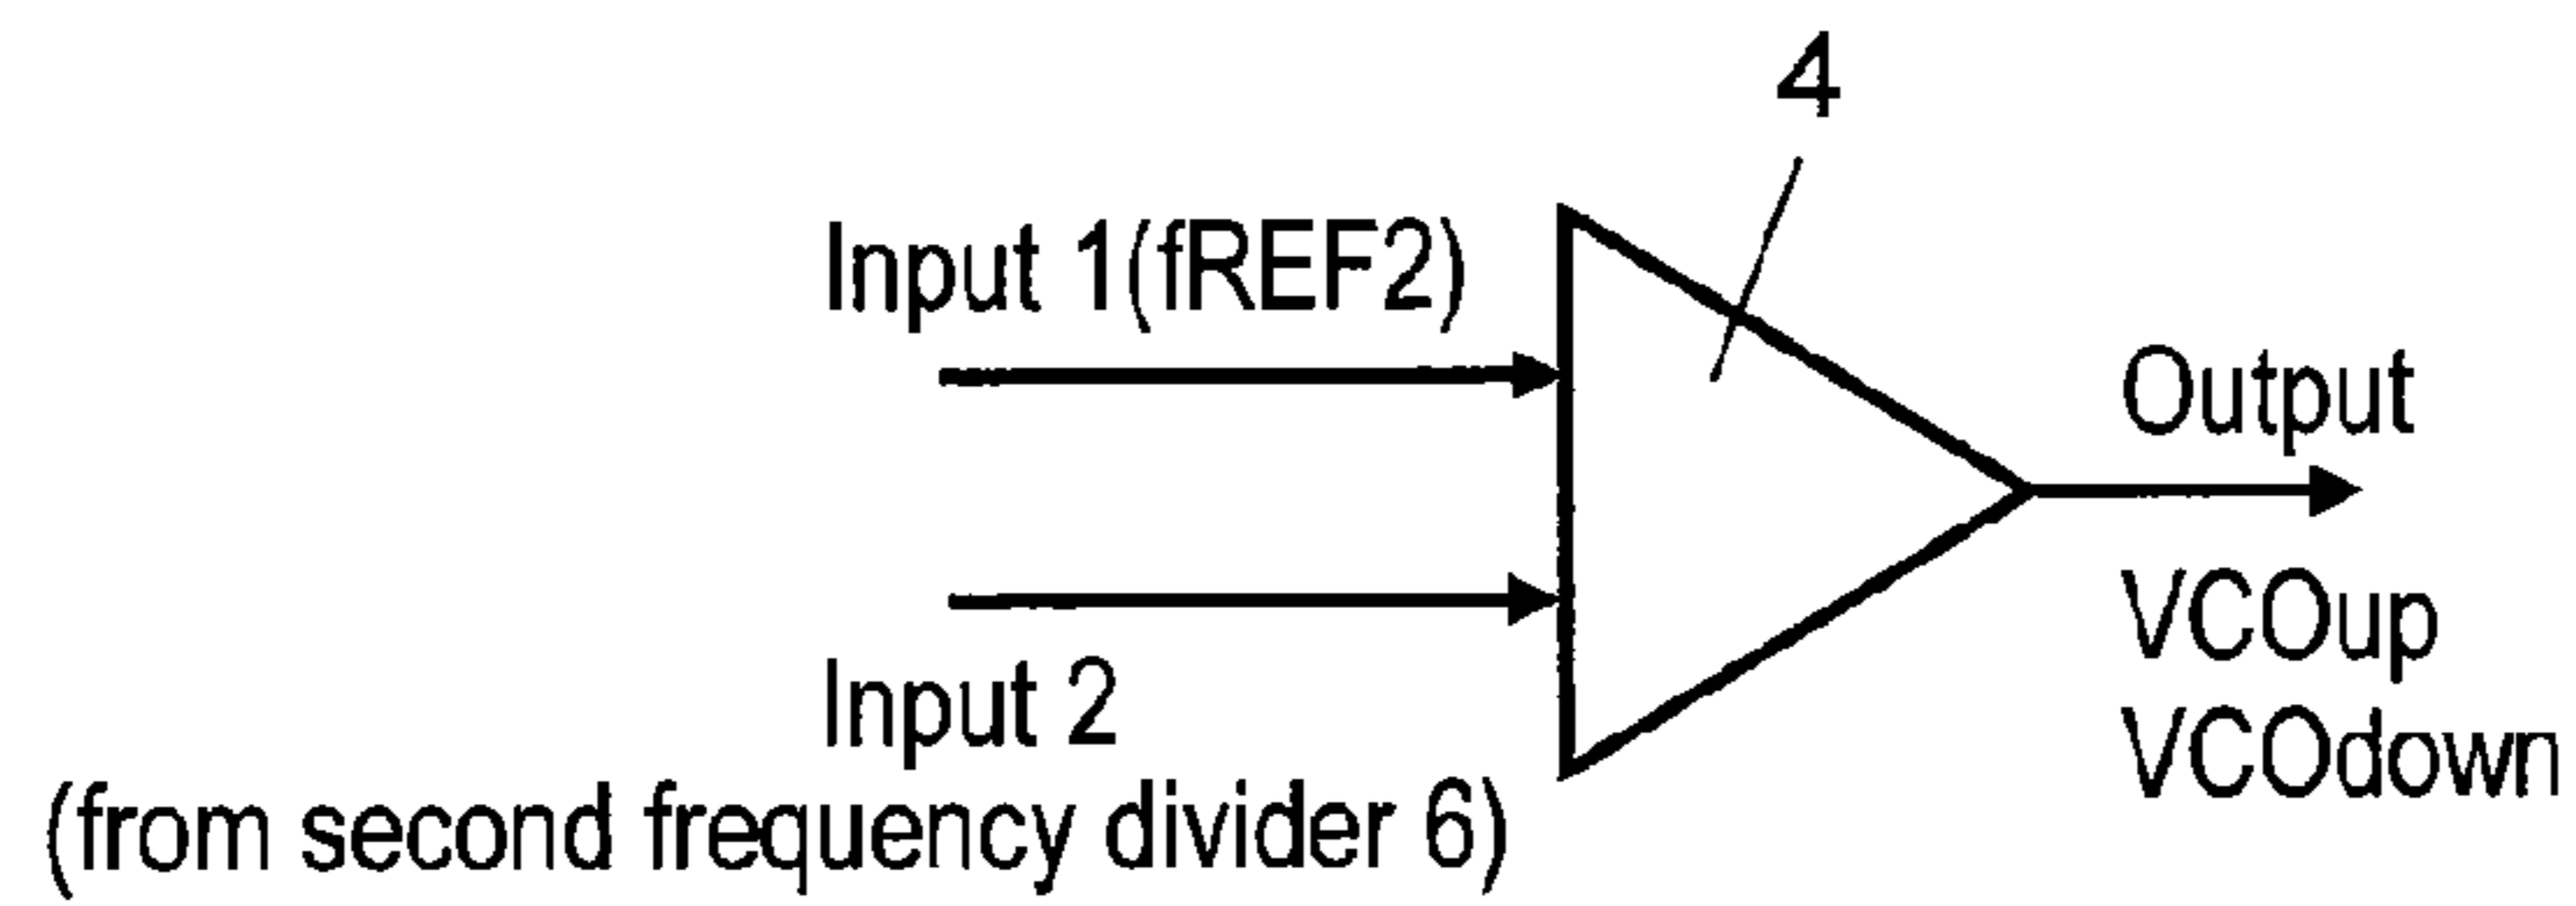 4
Input 1(fREF2)
Output
VCOup
VCOdown
Input 2
(from second frequency divider 6)